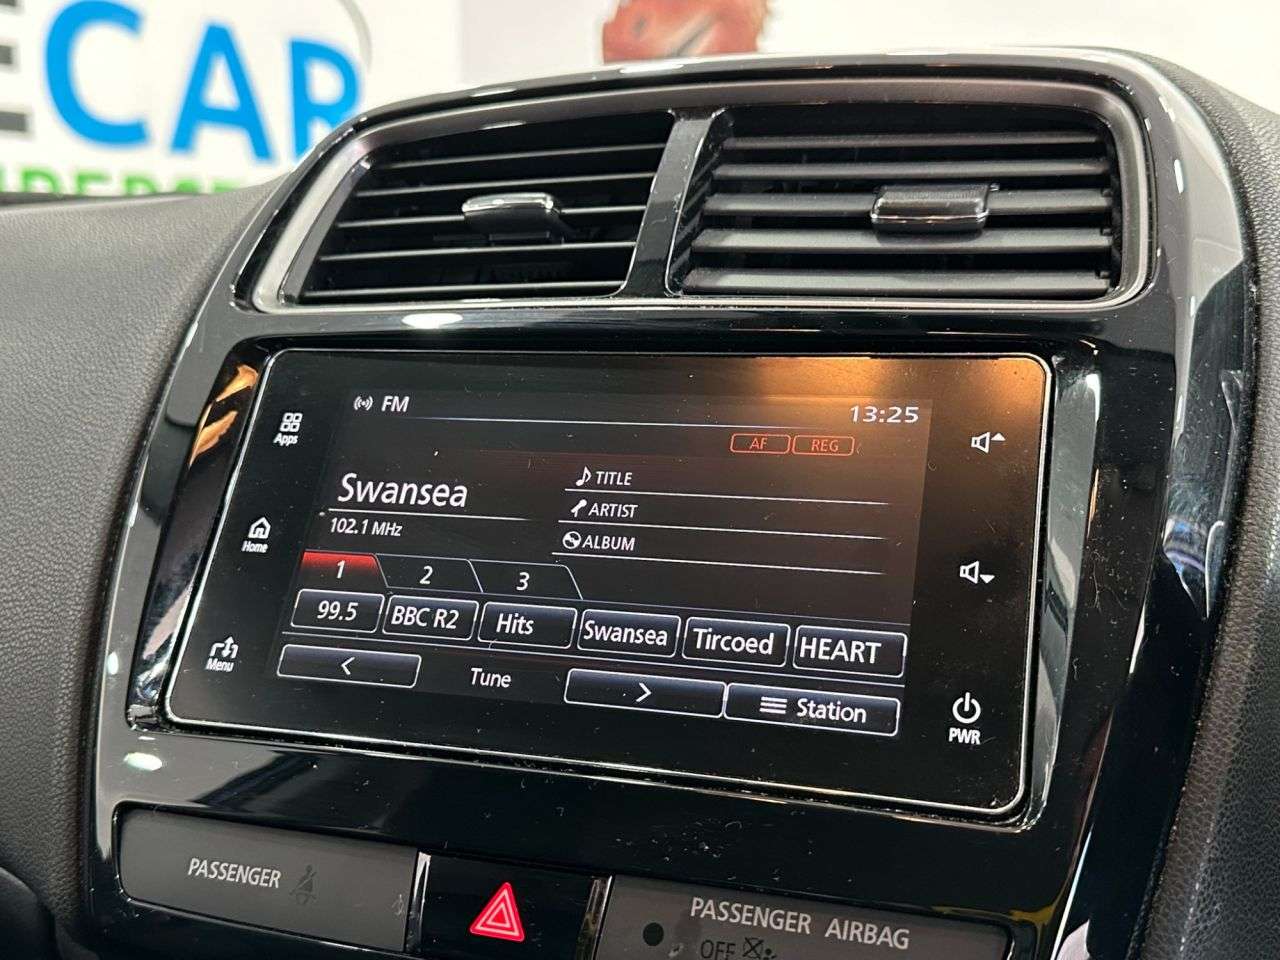 ECAR
FM
13:25
AF REG
Apps
Swansea
TITLE
102.1 MHz
ARTIST
ALBUM
Home
1 2 3
99.5 BBC R2 Hits Swansea Tircoed HEART
Menu
< Tune > Station
PWR
PASSENGER
PASSENGER AIRBAG
OFF